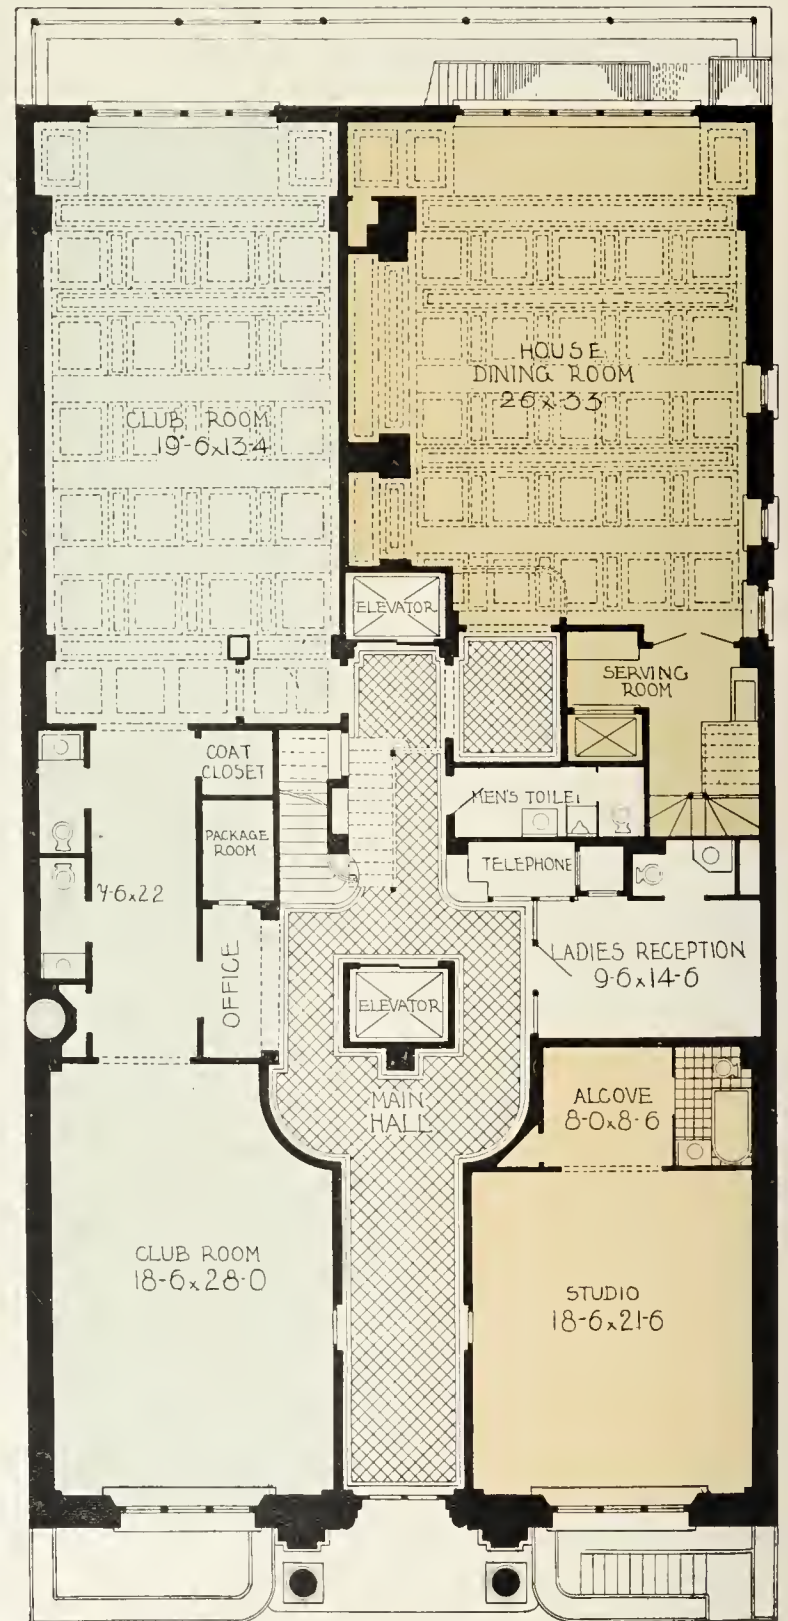 HOUSE
DINING ROOM
26x33
CLUB ROOM
19-6x13-4
ELEVATOR
SERVING
ROOM
COAT
CLOSET
MEN'S TOILET
PACKAGE
ROOM
TELEPHONE
7-6x22
OFFICE
LADIES RECEPTION
9-6x14-6
ELEVATOR
MAIN
HALL
ALCOVE
8-0x8-6
CLUB ROOM
18-6x28-0
STUDIO
18-6x21-6